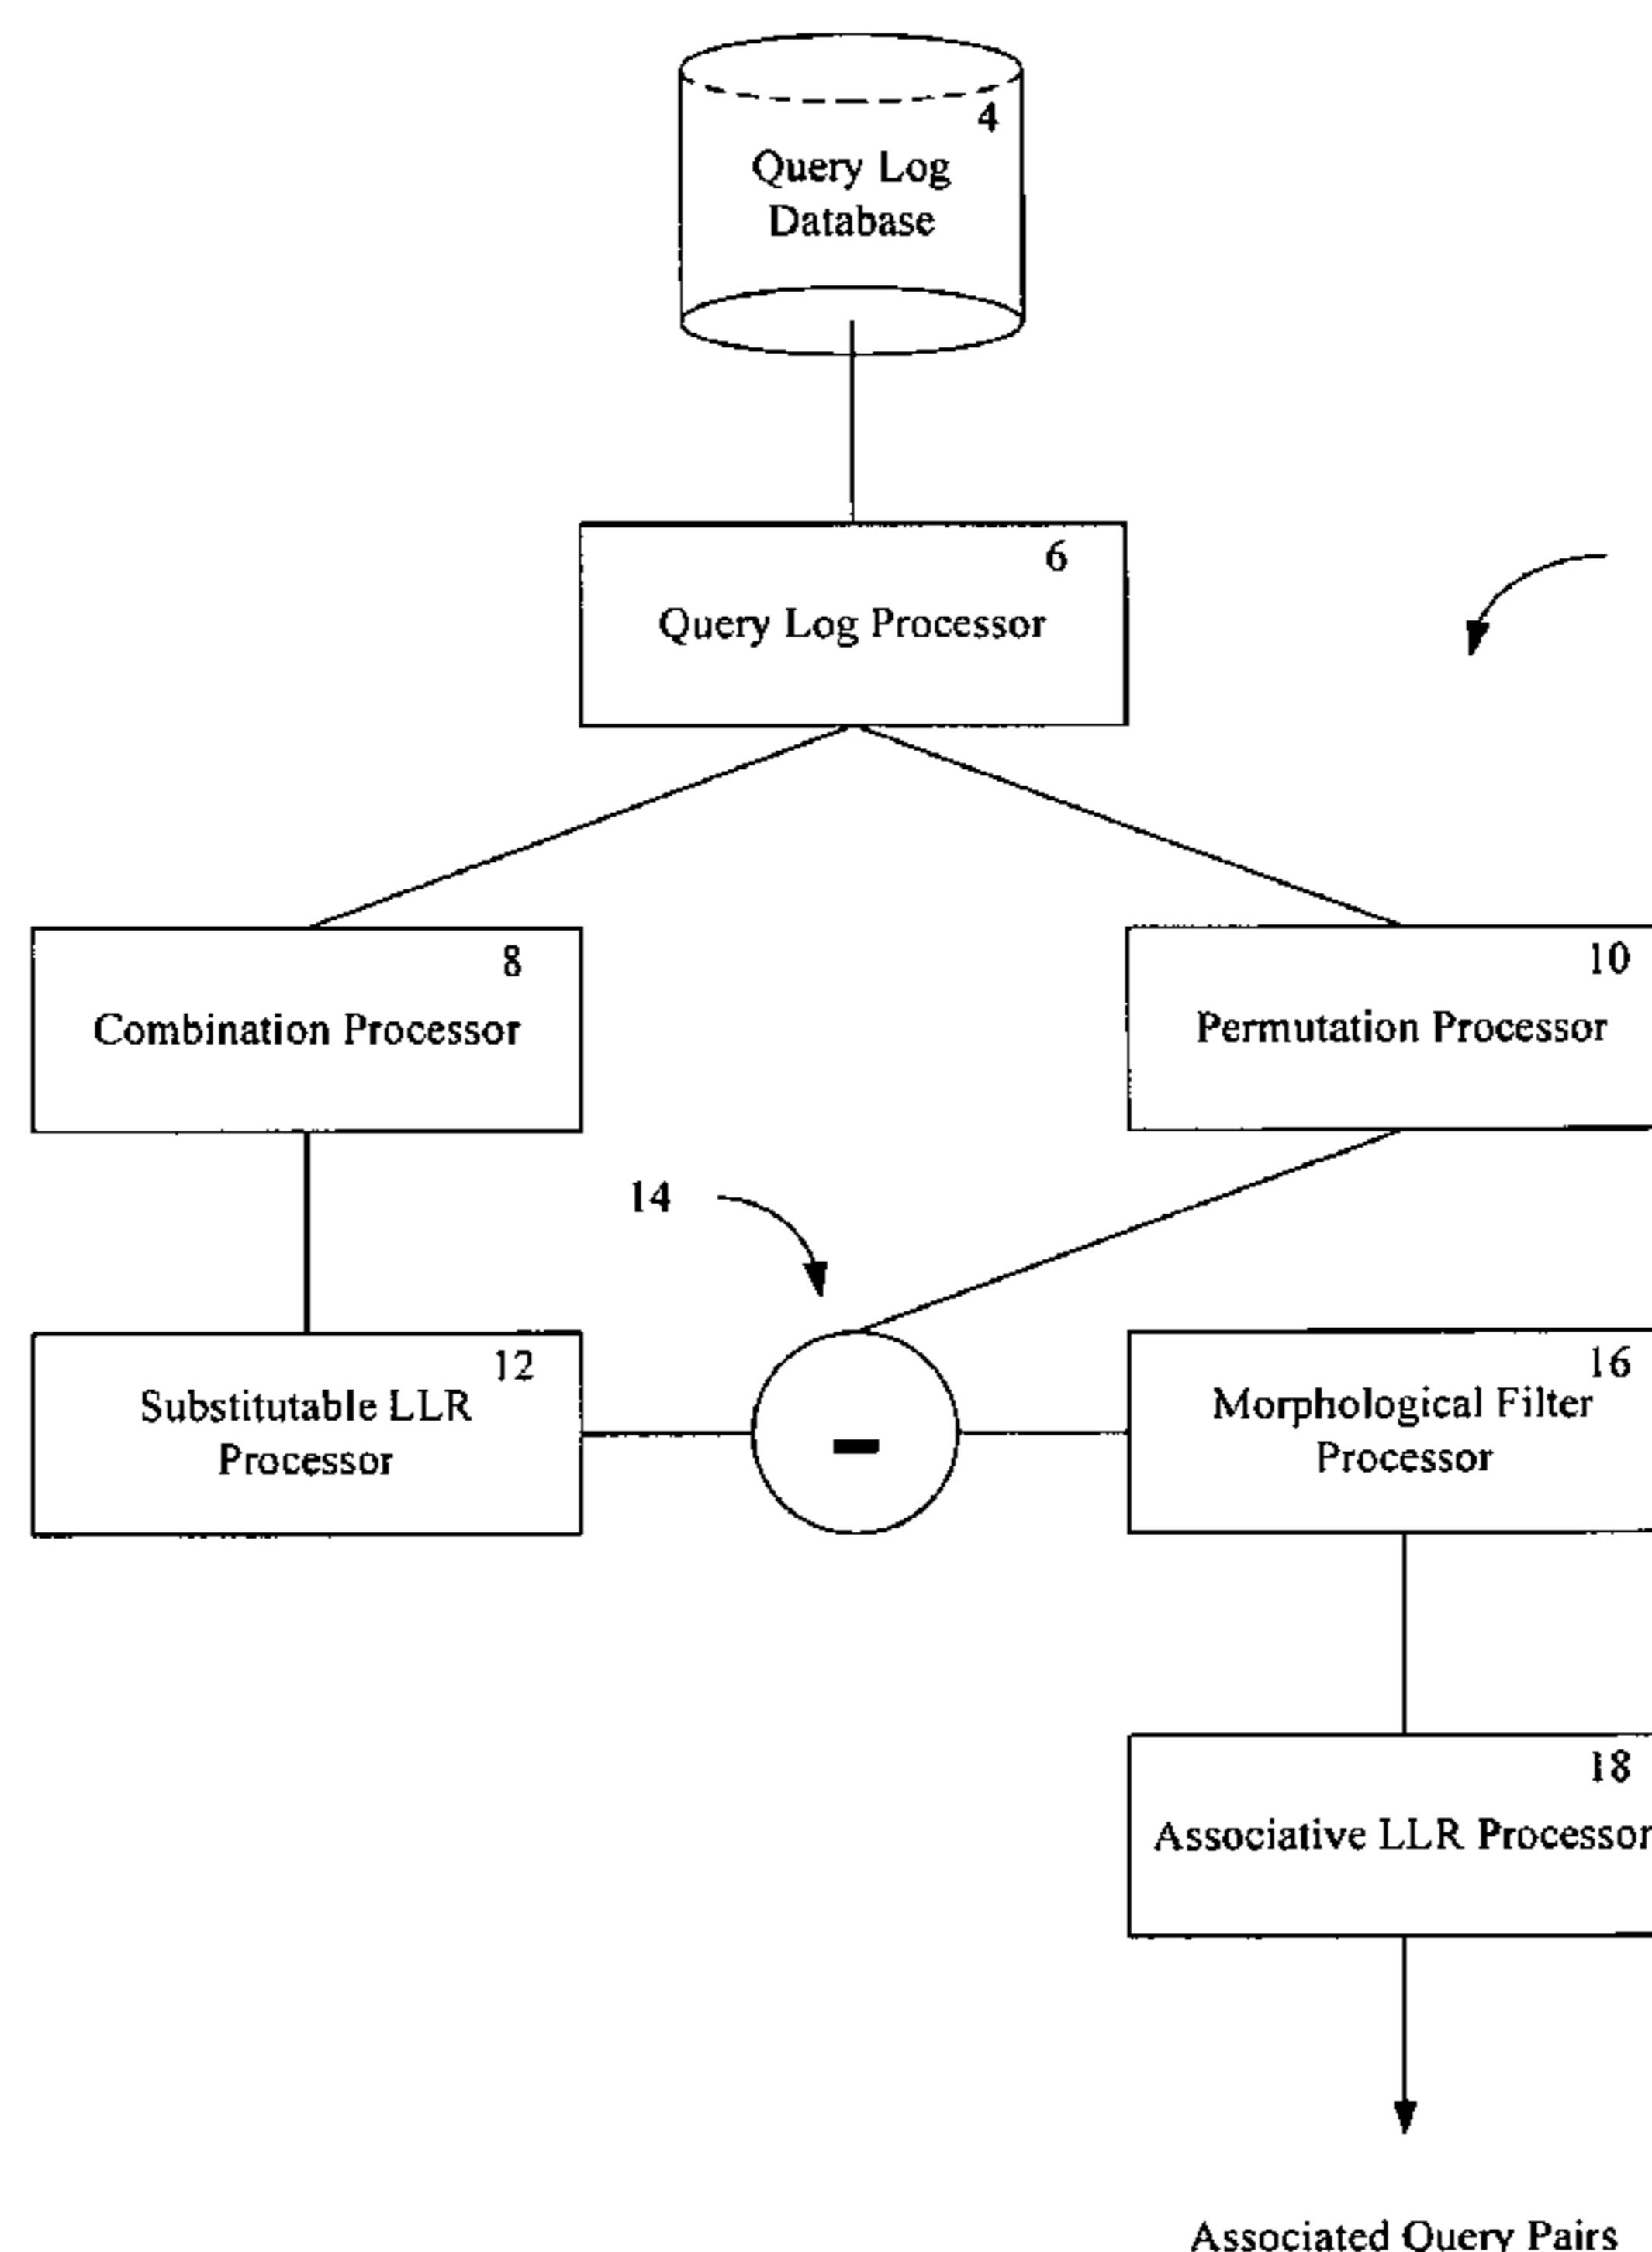 4
Query Log
Database
6
Query Log Processor
8
Combination Processor
10
Permutation Processor
14
12
Substitutable LLR
Processor
-
16
Morphological Filter
Processor
18
Associative LLR Processor
Associated Query Pairs